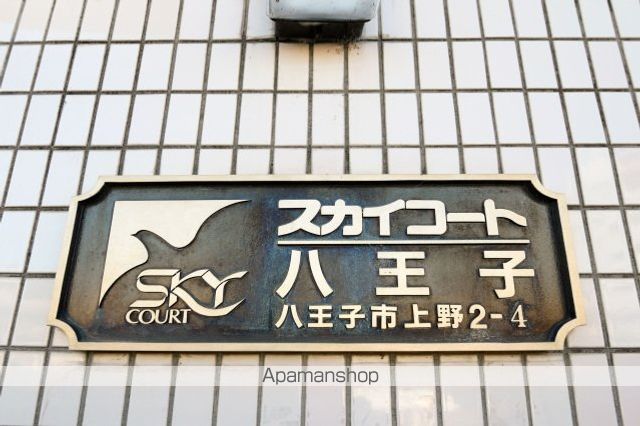 SKY
COURT
スカイコート
八王子
八王子市上野2-4
Apamanshop